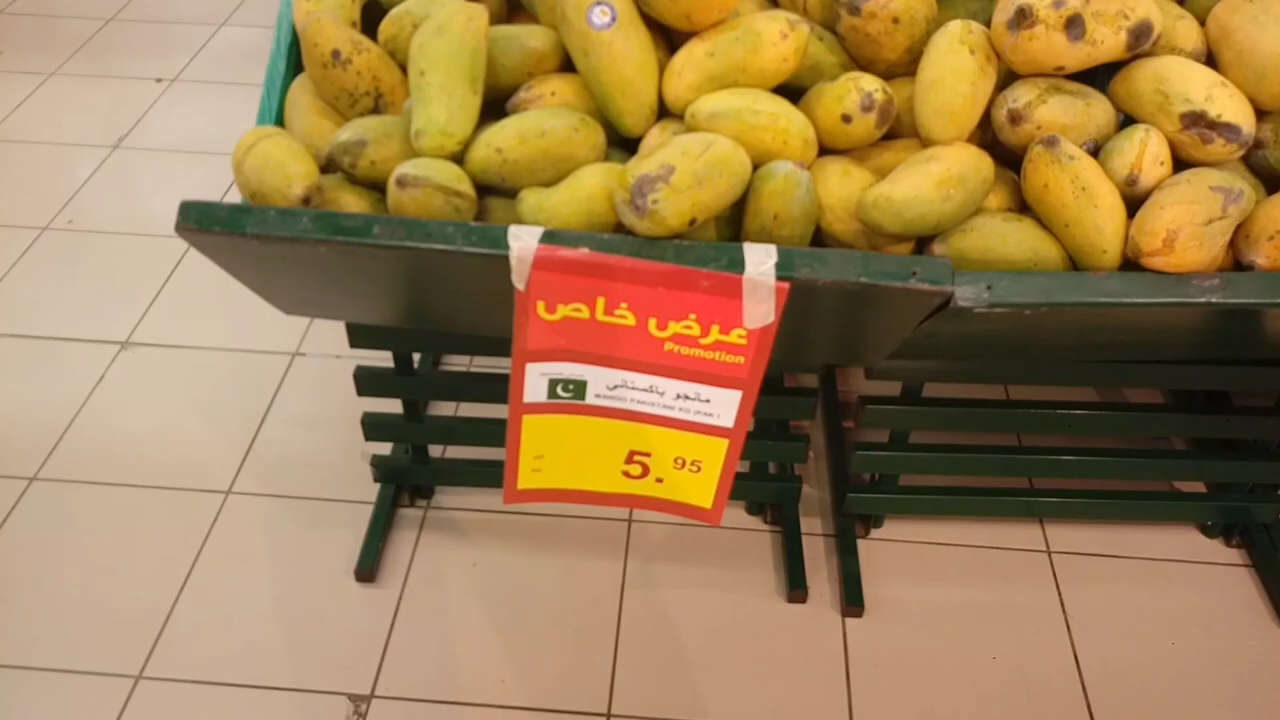 عرض خاص
Promotion
مانجو باكستاني
MANGO PAKISTANI KG (PAK)
5.95